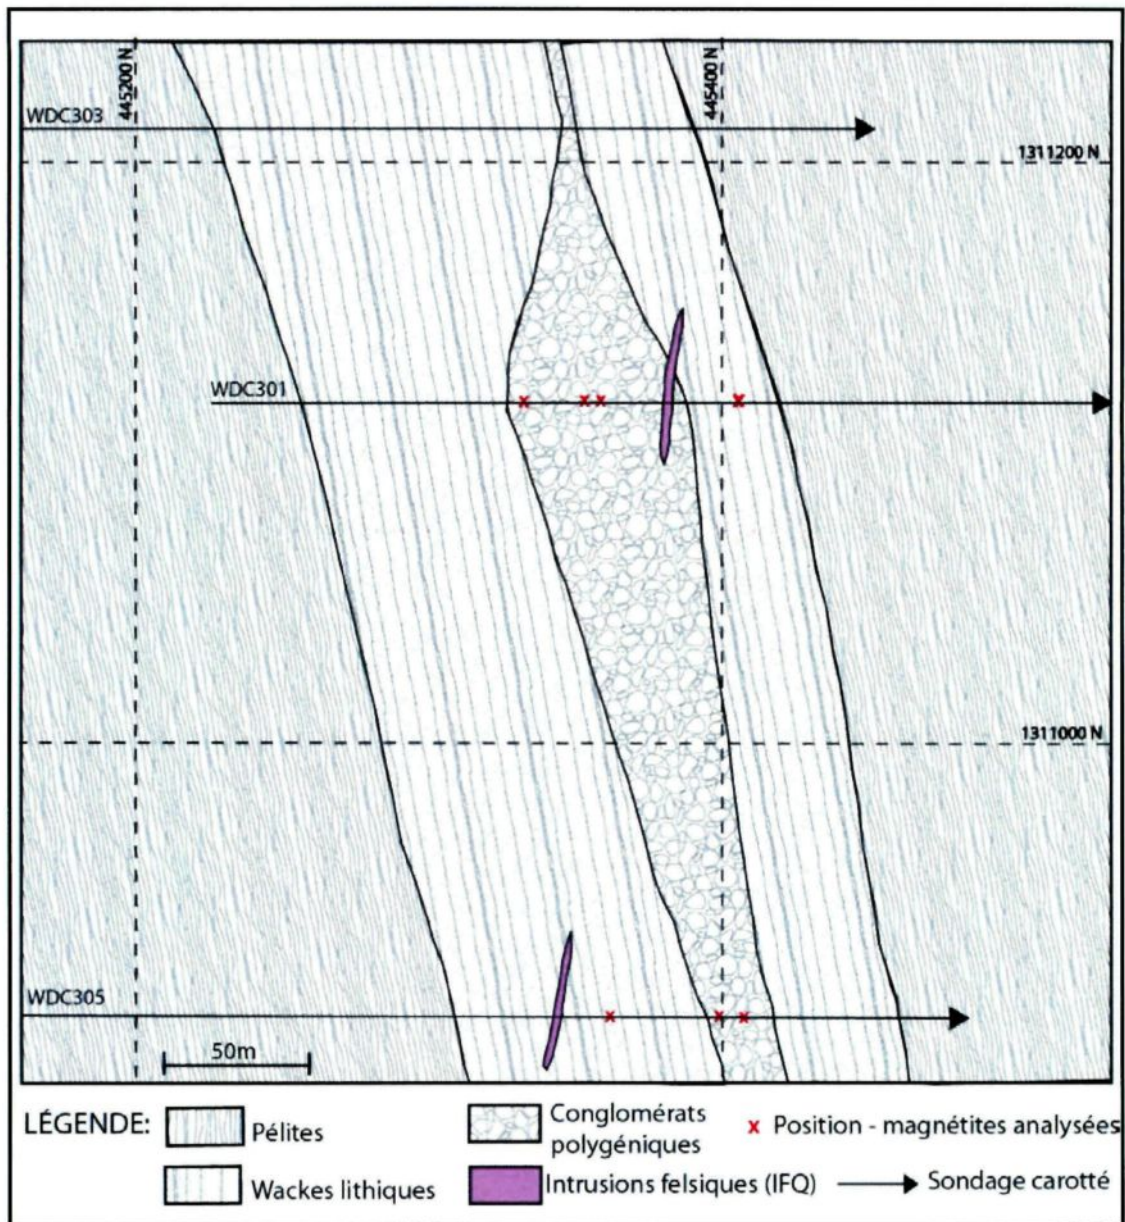 445200 N
445400 N
WDC303
1311200 N
WDC301
1311000 N
WDC305
50m
LÉGENDE:
Pélites
Wackes lithiques
Conglomérats
polygéniques
Intrusions felsiques (IFQ)
x Position - magnétites analysées
Sondage carotté